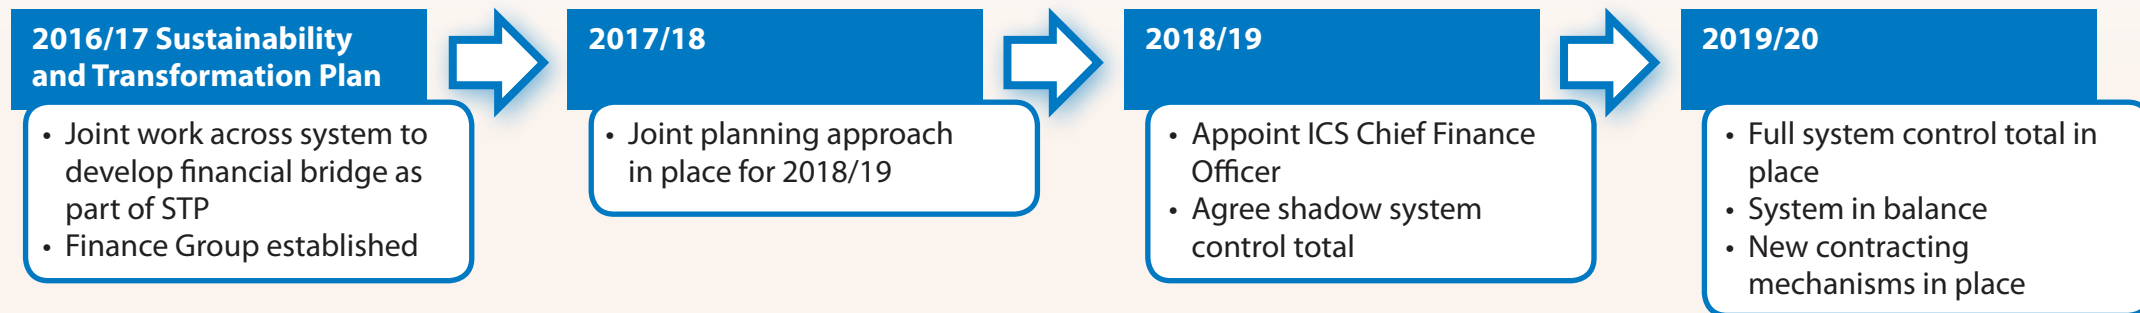 2016/17 Sustainability
and Transformation Plan
• Joint work across system to
develop financial bridge as
part of STP
• Finance Group established
2017/18
• Joint planning approach
in place for 2018/19
2018/19
• Appoint ICS Chief Finance
Officer
• Agree shadow system
control total
2019/20
• Full system control total in
place
• System in balance
• New contracting
mechanisms in place